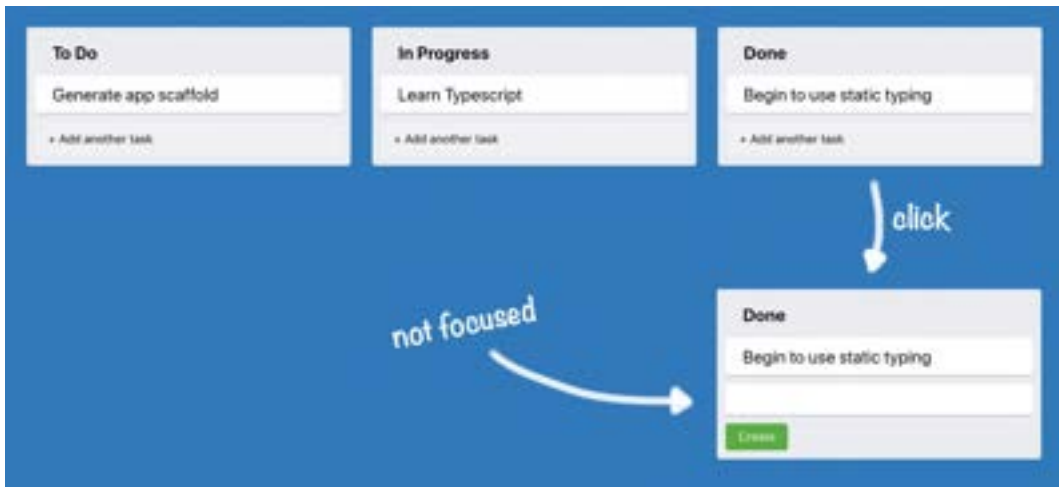 To Do
Generate app scaffold
+ Add another task
In Progress
Learn Typescript
+ Add another task
Done
Begin to use static typing
+ Add another task
click
not focused
Done
Begin to use static typing
Create